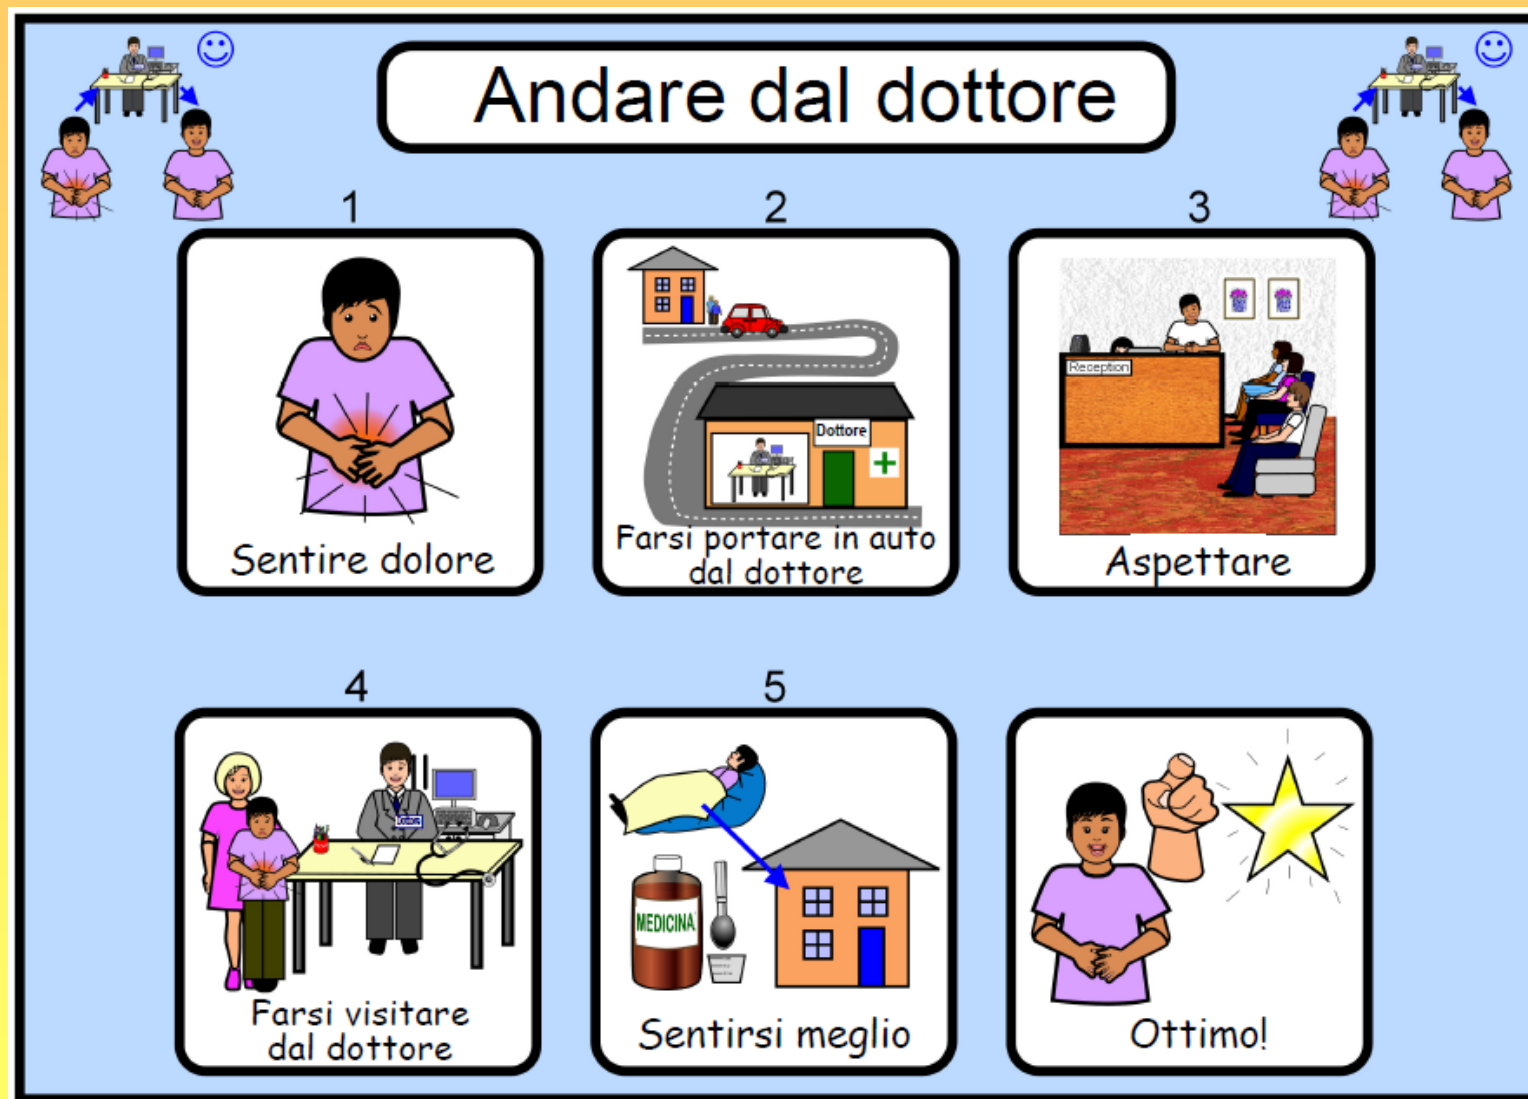 Andare dal dottore
1
2
3
Sentire dolore
Dottore
Farsi portare in auto
dal dottore
Reception
Aspettare
4
5
Dottore
Farsi visitare
dal dottore
MEDICINA
Sentirsi meglio
Ottimo!